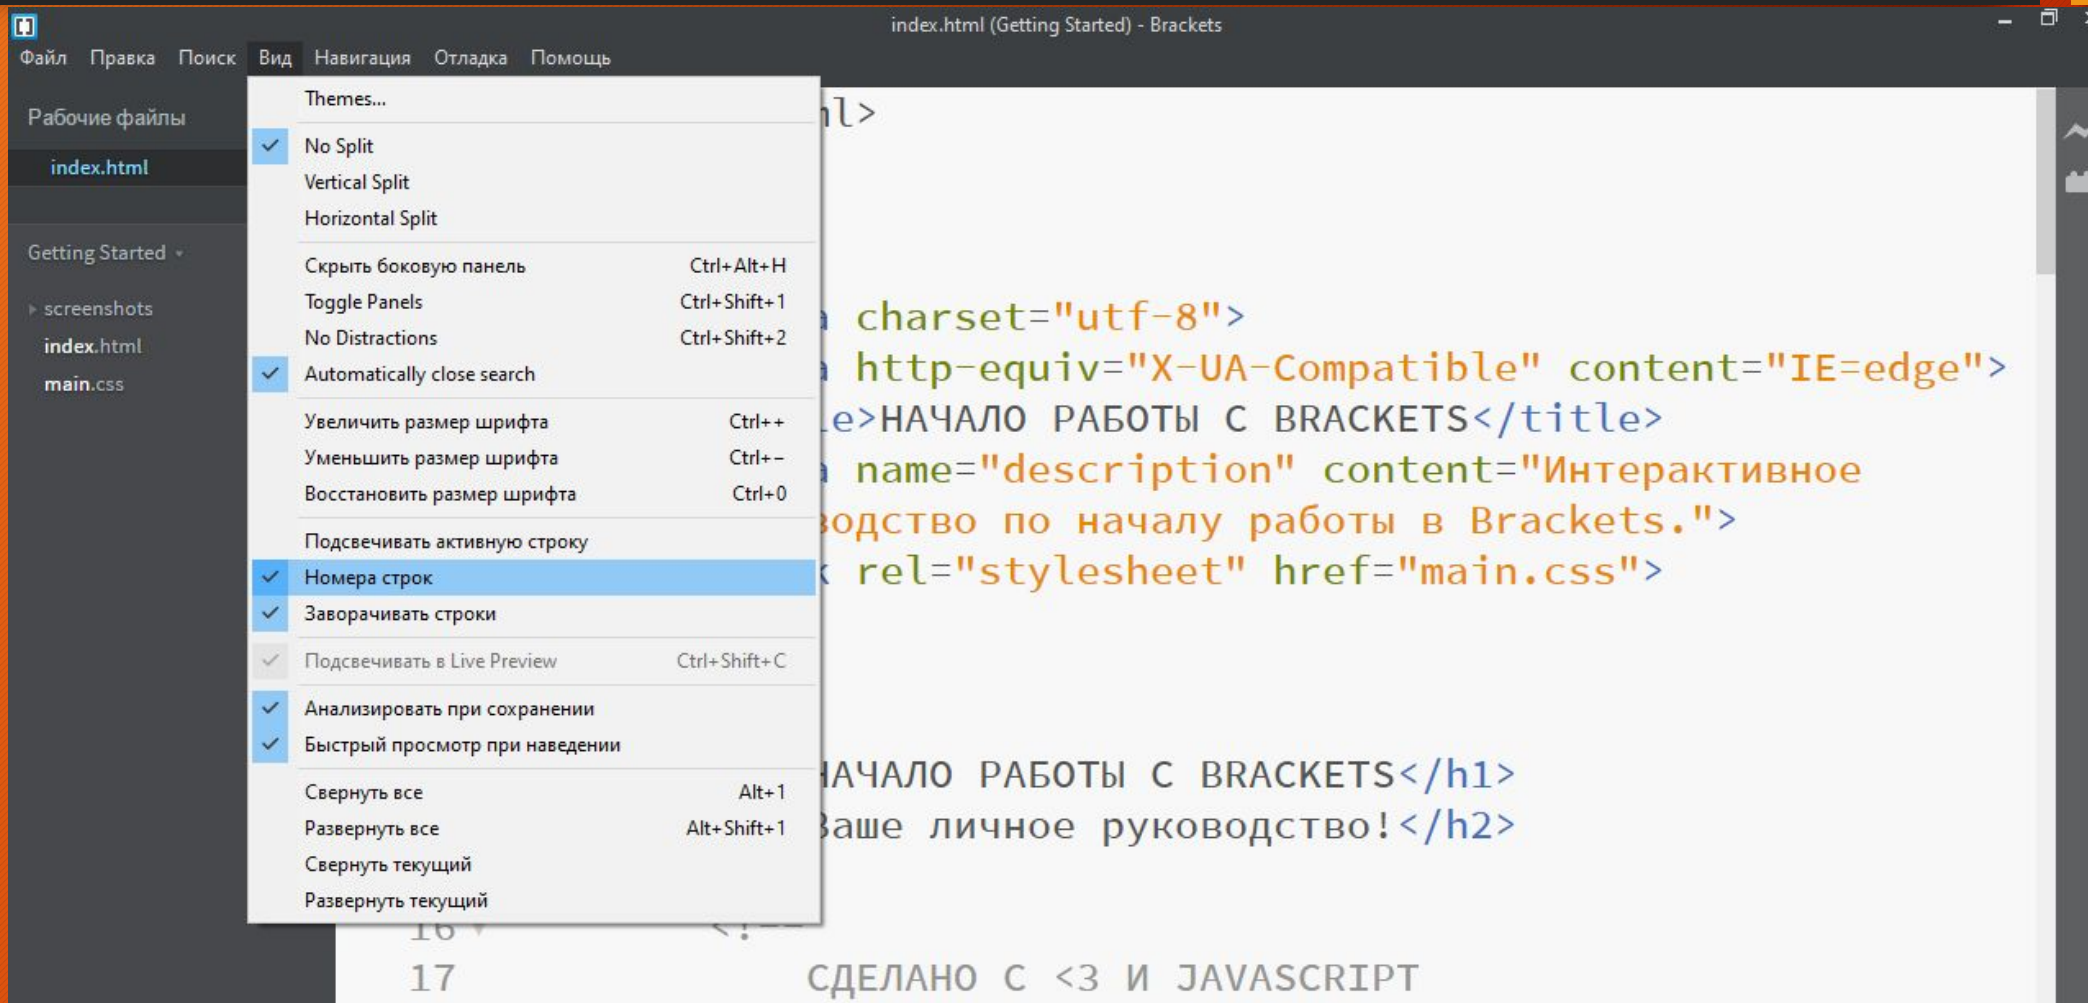 index.html (Getting Started) - Brackets
Файл Правка Поиск Вид Навигация Отладка Помощь
Рабочие файлы
index.html
Getting Started
screenshots
index.html
main.css
Themes...
No Split
Vertical Split
Horizontal Split
Скрыть боковую панель Ctrl+Alt+H
Toggle Panels Ctrl+Shift+1
No Distractions Ctrl+Shift+2
Automatically close search
Увеличить размер шрифта Ctrl++
Уменьшить размер шрифта Ctrl+−
Восстановить размер шрифта Ctrl+0
Подсвечивать активную строку
Номера строк
Заворачивать строки
Подсвечивать в Live Preview Ctrl+Shift+C
Анализировать при сохранении
Быстрый просмотр при наведении
Свернуть все Alt+1
Развернуть все Alt+Shift+1
Свернуть текущий
Развернуть текущий
l>
charset="utf-8">
http-equiv="X-UA-Compatible" content="IE=edge">
e>НАЧАЛО РАБОТЫ С BRACKETS</title>
name="description" content="Интерактивное
водство по началу работы в Brackets.">
rel="stylesheet" href="main.css">
НАЧАЛО РАБОТЫ С BRACKETS</h1>
Ваше личное руководство!</h2>
16 <!--
17 СДЕЛАНО С <3 И JAVASCRIPT